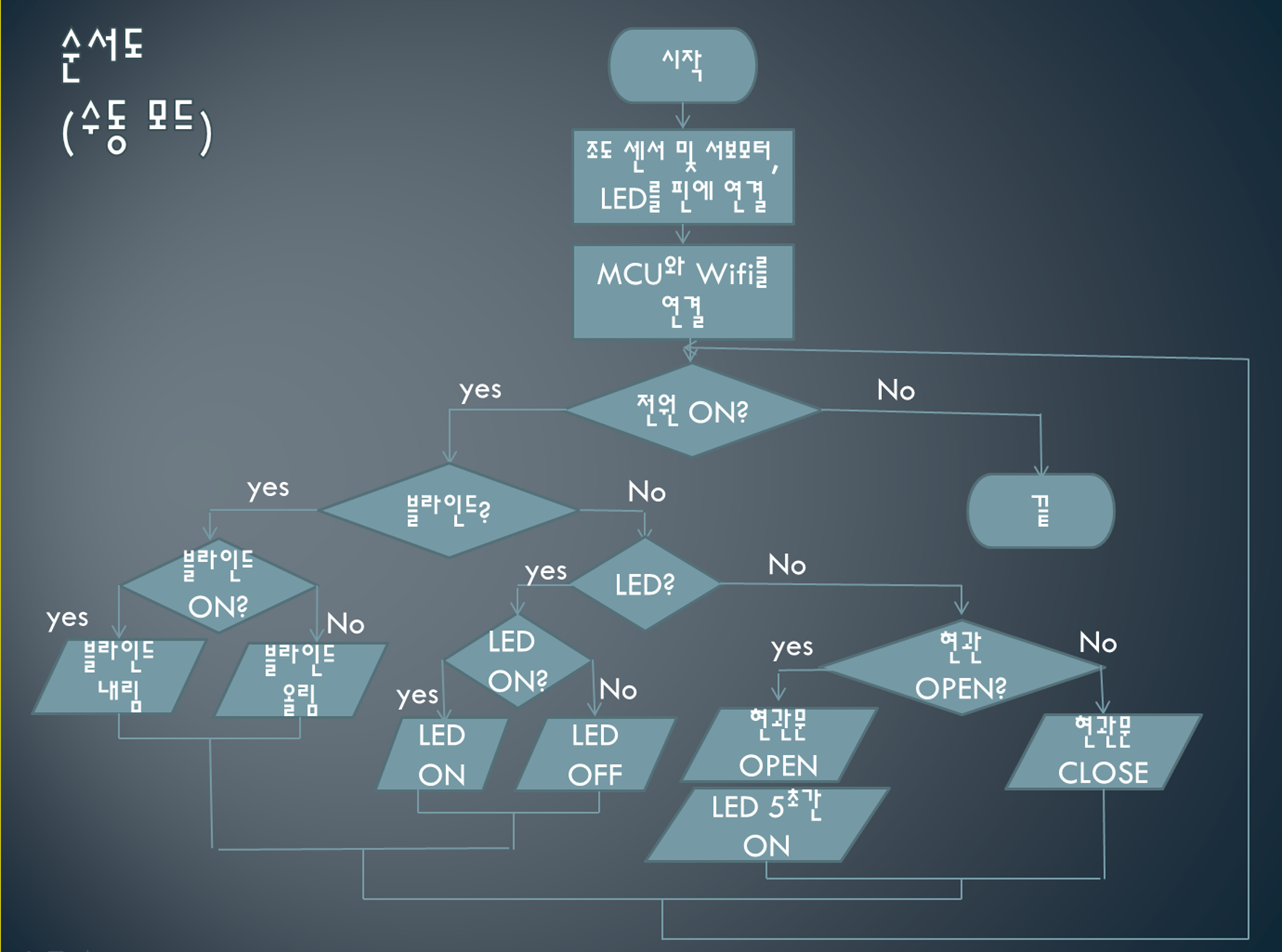 순서도
(수동 모드)
시작
조도 센서 및 서보모터,
LED를 핀에 연결
MCU와 Wifi를
연결
yes
전원 ON?
No
yes
블라인드?
No
끝
블라인드
ON?
yes
LED?
No
yes
No
블라인드
내림
블라인드
올림
LED
ON?
yes
No
yes
현관
OPEN?
No
LED
ON
LED
OFF
현관문
OPEN
현관문
CLOSE
LED 5초간
ON